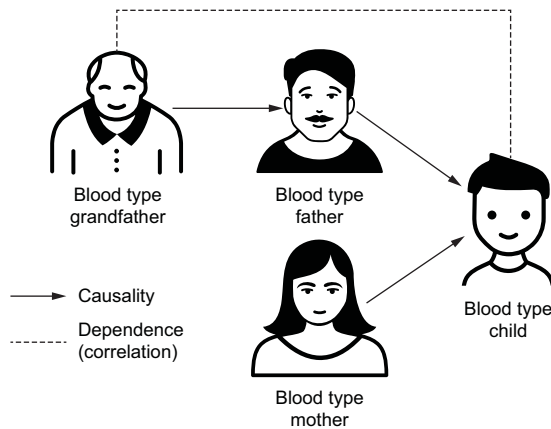 Blood type
grandfather
Blood type
father
Causality
Dependence
(correlation)
Blood type
mother
Blood type
child